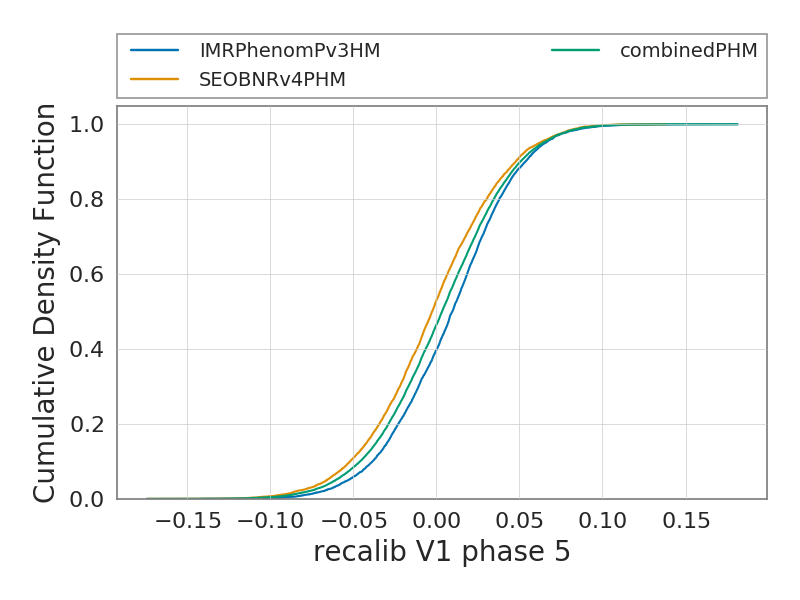 IMRPhenomPv3HM
SEOBNRv4PHM
combinedPHM
Cumulative Density Function
1.0
0.8
0.6
0.4
0.2
0.0
−0.15 −0.10 −0.05 0.00 0.05 0.10 0.15
recalib V1 phase 5